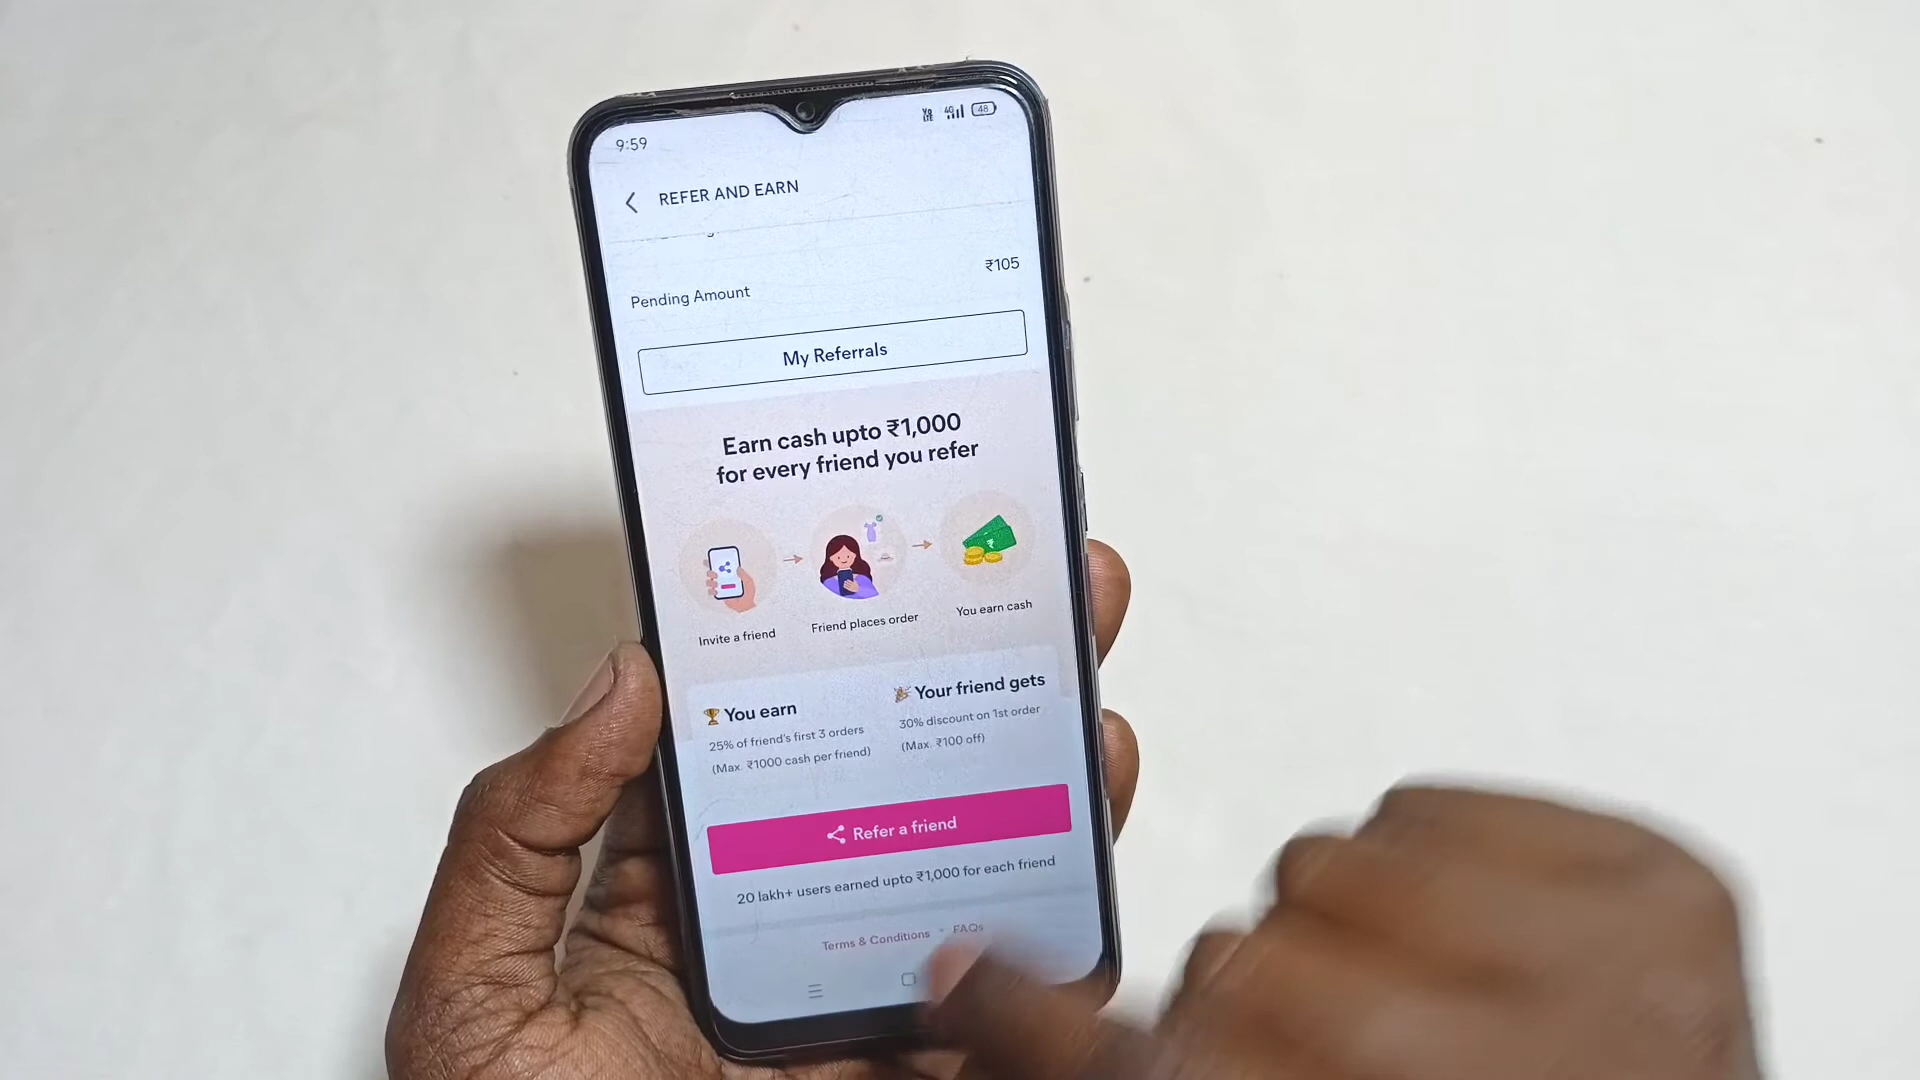 9:59
4G
48
REFER AND EARN
₹105
Pending Amount
My Referrals
Earn cash upto ₹1,000
for every friend you refer
Invite a friend
Friend places order
You earn cash
You earn
25% of friend's first 3 orders
(Max. ₹1000 cash per friend)
Your friend gets
30% discount on 1st order
(Max. ₹100 off)
Refer a friend
20 lakh+ users earned upto ₹1,000 for each friend
Terms & Conditions • FAQs